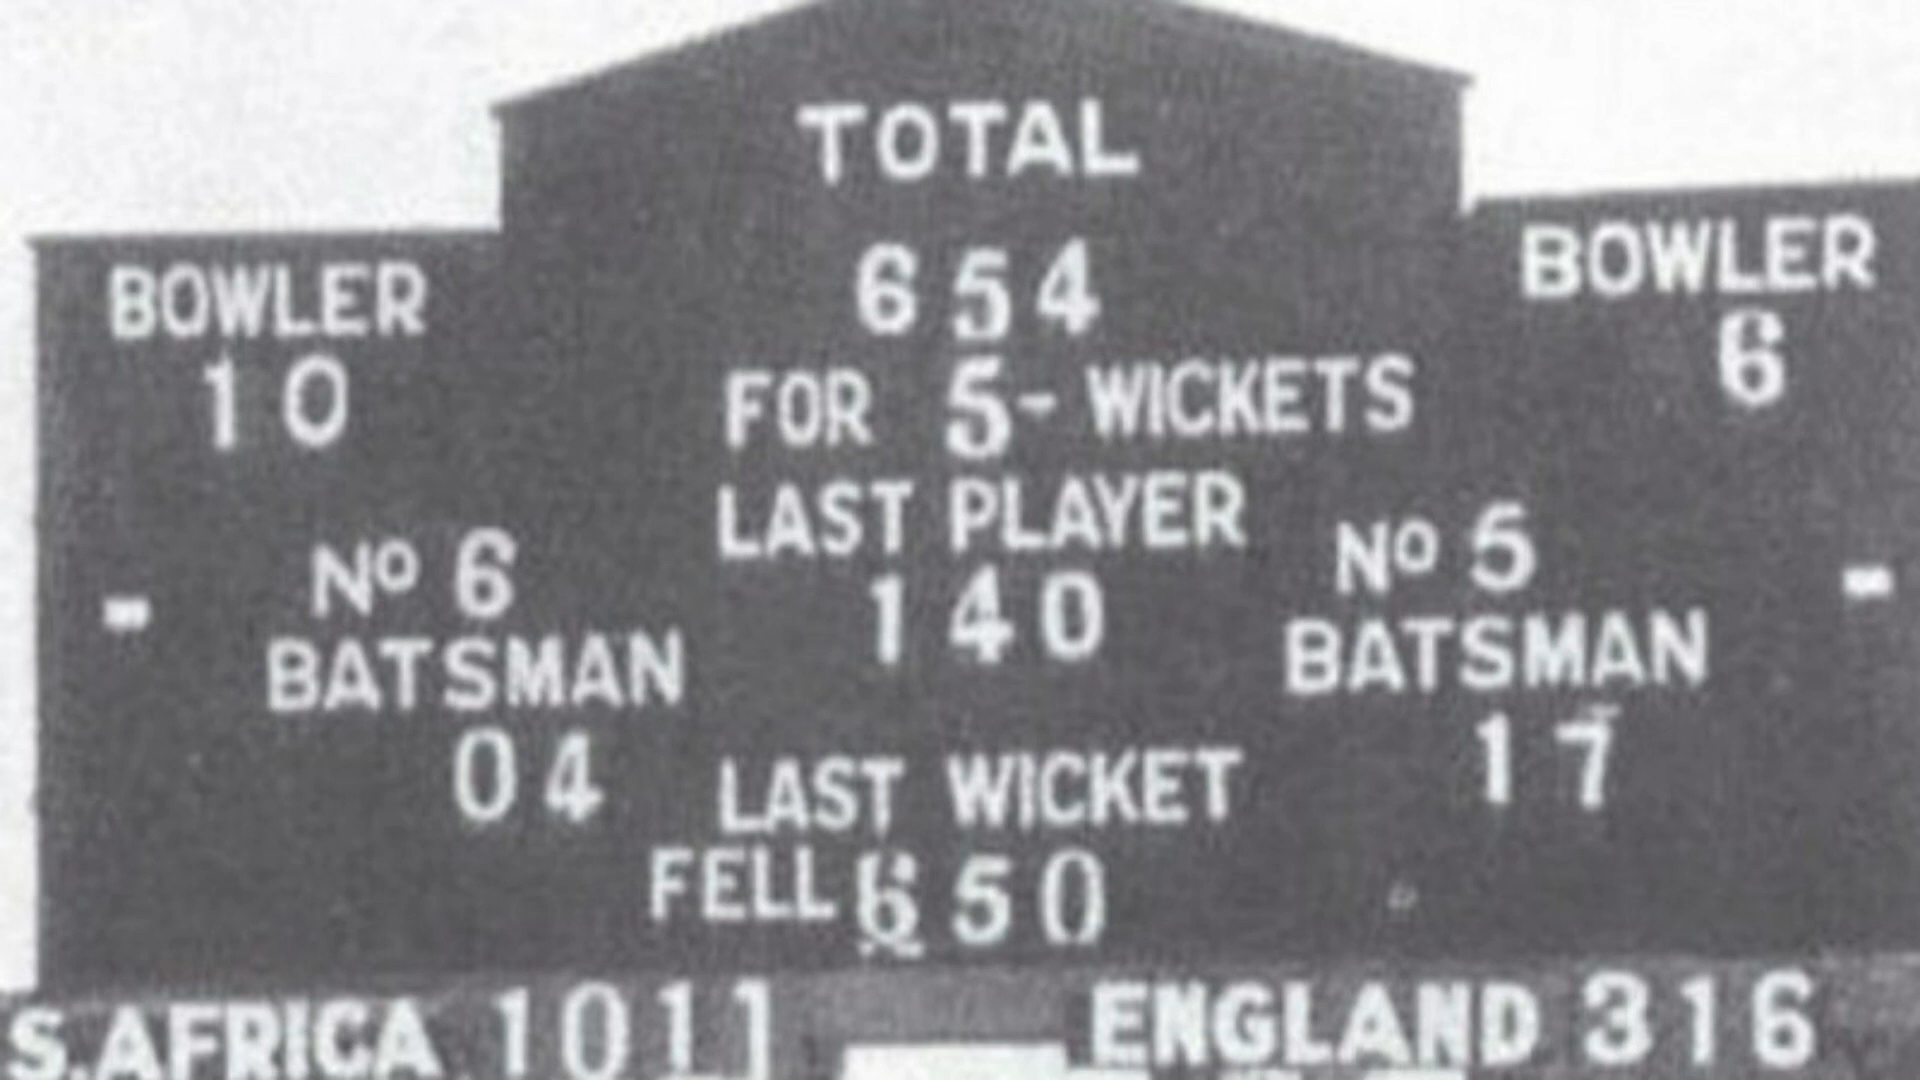 TOTAL
654
BOWLER
10
BOWLER
6
FOR 5- WICKETS
LAST PLAYER
140
No 6
BATSMAN
04
No 5
BATSMAN
17
LAST WICKET
FELL 650
S.AFRICA 1011
ENGLAND 316